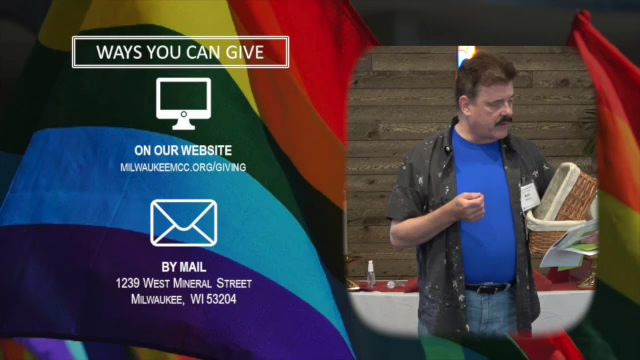 WAYS YOU CAN GIVE
ON OUR WEBSITE
MILWAUKEEMCC.ORG/GIVING
BY MAIL
1239 WEST MINERAL STREET
MILWAUKEE, WI 53204